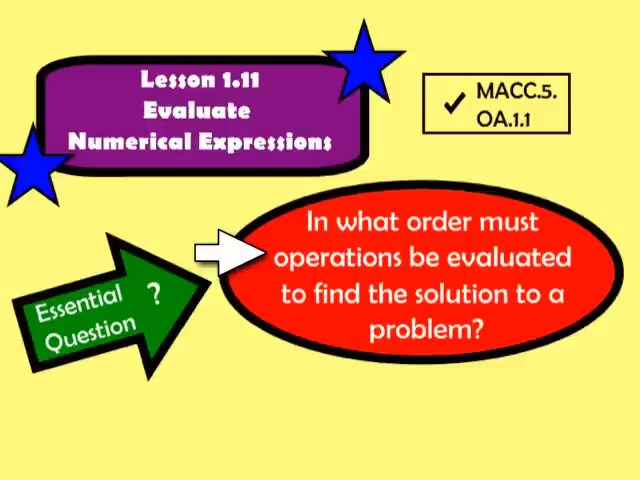 Lesson 1.11
Evaluate
Numerical Expressions
MACC.5.
OA.1.1
Essential ?
Question
In what order must
operations be evaluated
to find the solution to a
problem?